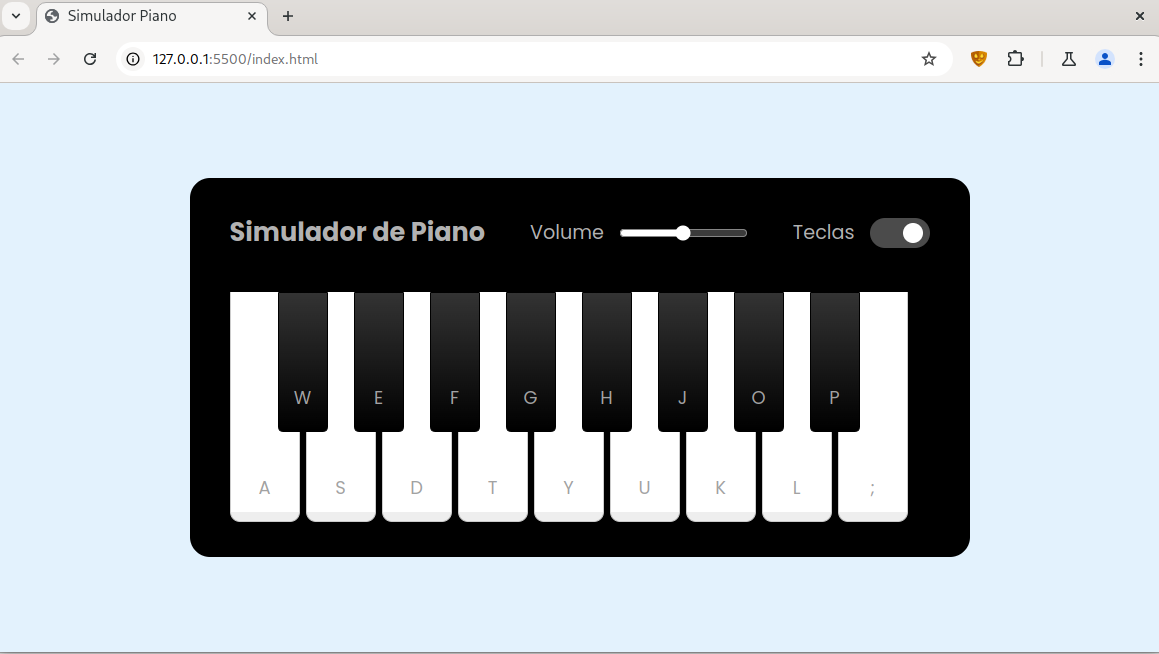 Simulador Piano
127.0.0.1:5500/index.html
Simulador de Piano Volume Teclas
W E F G H J O P
A S D T Y U K L ;